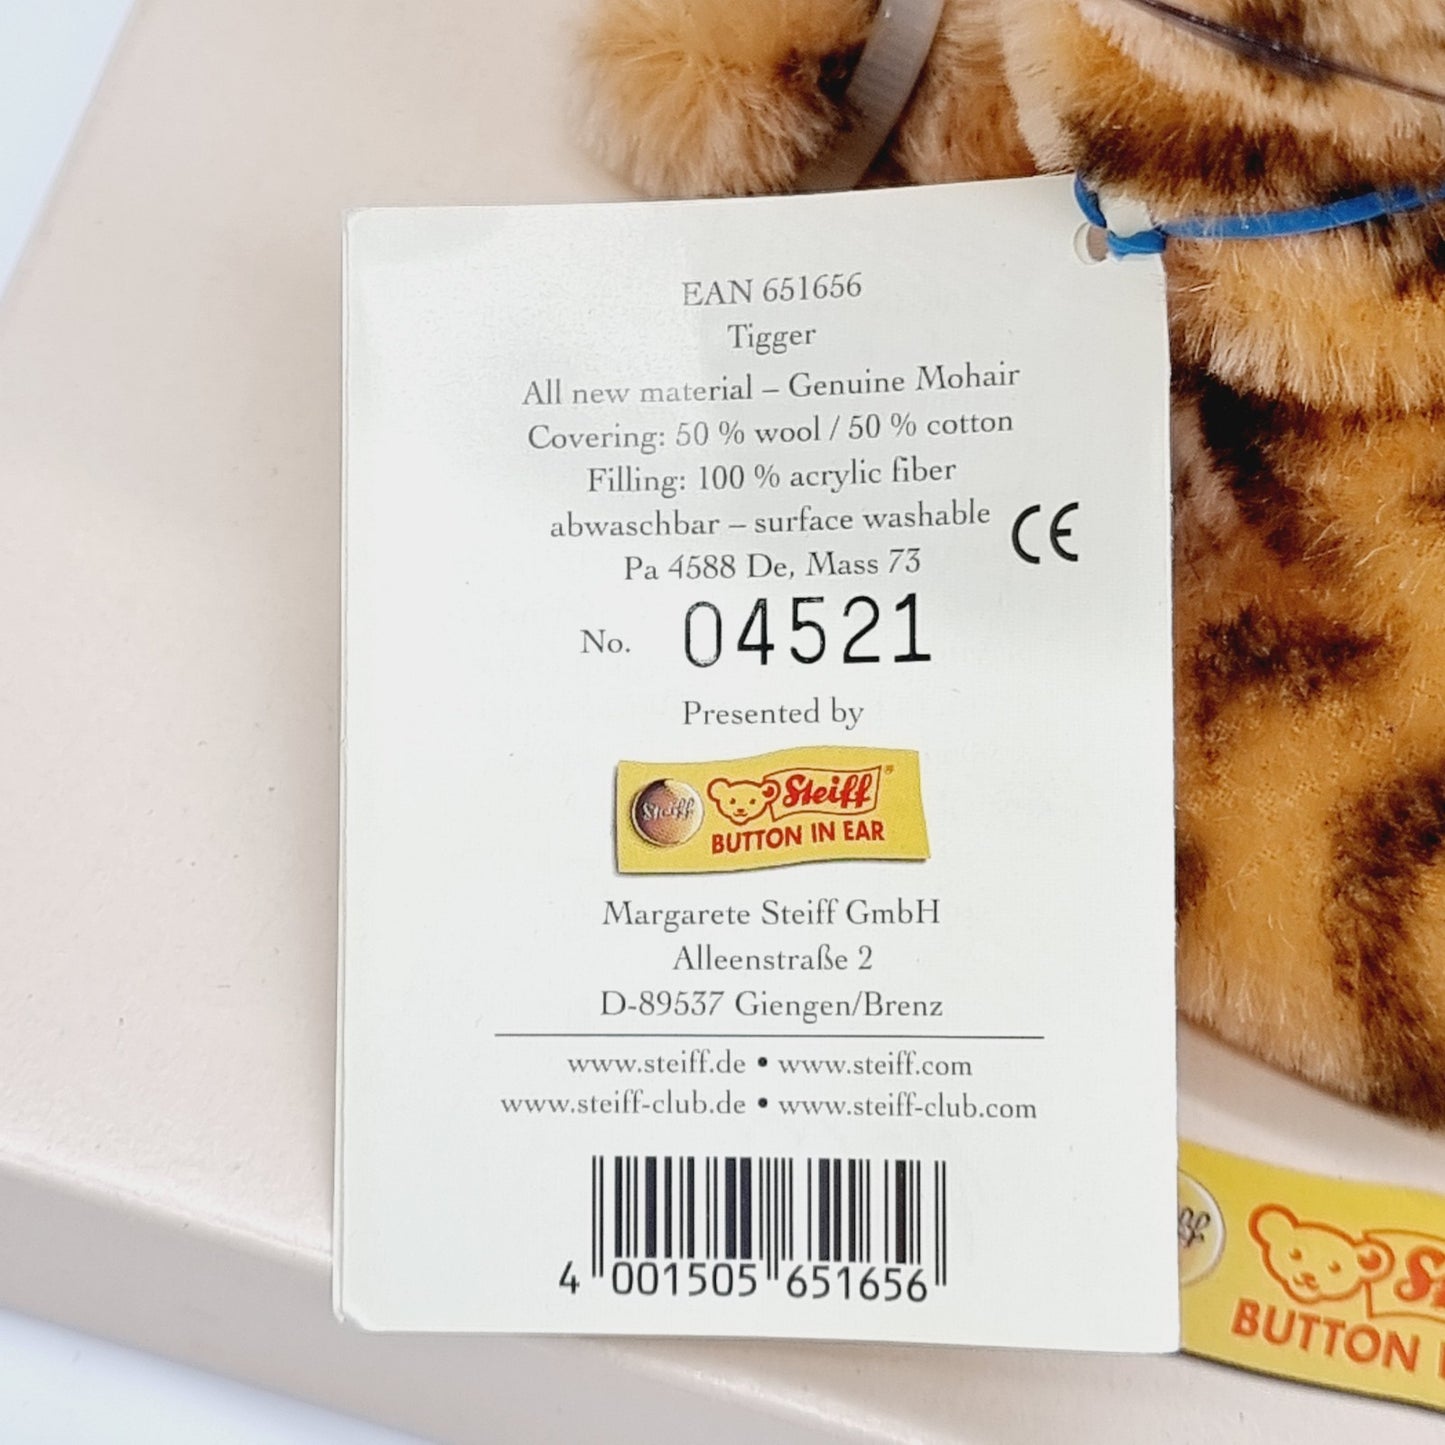 EAN 651656
Tigger
All new material – Genuine Mohair
Covering: 50 % wool / 50 % cotton
Filling: 100 % acrylic fiber
abwaschbar – surface washable CE
Pa 4588 De, Mass 73
No. 04521
Presented by
Steiff Steiff®
BUTTON IN EAR
Margarete Steiff GmbH
Alleenstraße 2
D-89537 Giengen/Brenz
www.steiff.de • www.steiff.com
www.steiff-club.de • www.steiff-club.com
4 001505 651656
BUTTON